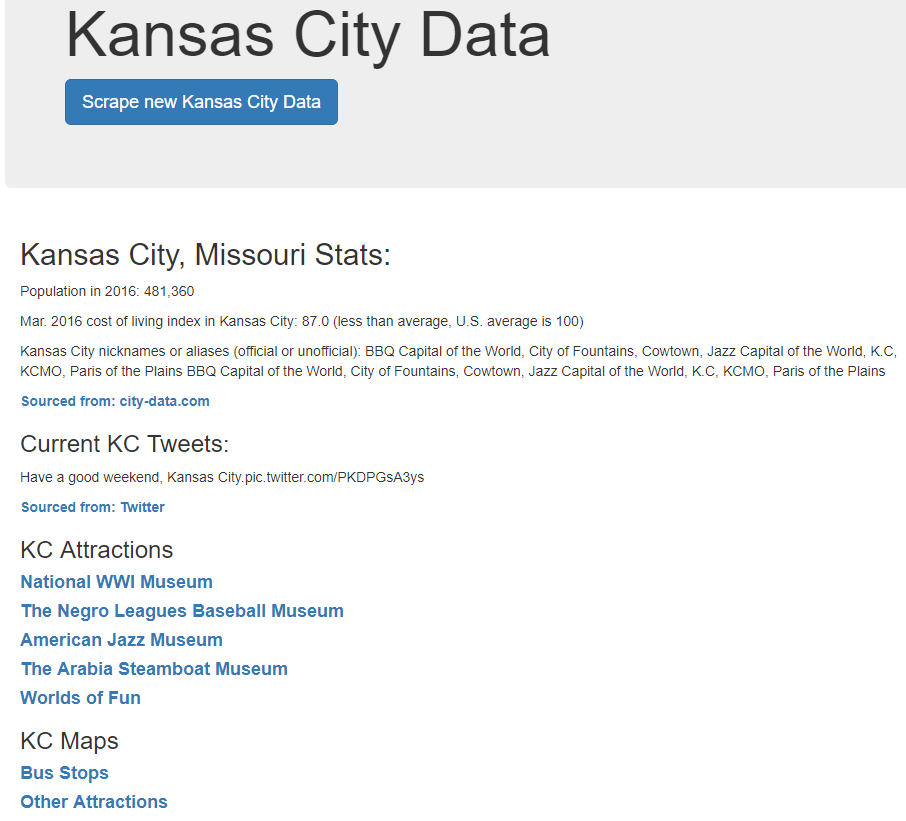 Kansas City Data
Scrape new Kansas City Data
Kansas City, Missouri Stats:
Population in 2016: 481,360
Mar. 2016 cost of living index in Kansas City: 87.0 (less than average, U.S. average is 100)
Kansas City nicknames or aliases (official or unofficial): BBQ Capital of the World, City of Fountains, Cowtown, Jazz Capital of the World, K.C,
KCMO, Paris of the Plains BBQ Capital of the World, City of Fountains, Cowtown, Jazz Capital of the World, K.C, KCMO, Paris of the Plains
Sourced from: city-data.com
Current KC Tweets:
Have a good weekend, Kansas City.pic.twitter.com/PKDPGsA3ys
Sourced from: Twitter
KC Attractions
National WWI Museum
The Negro Leagues Baseball Museum
American Jazz Museum
The Arabia Steamboat Museum
Worlds of Fun
KC Maps
Bus Stops
Other Attractions